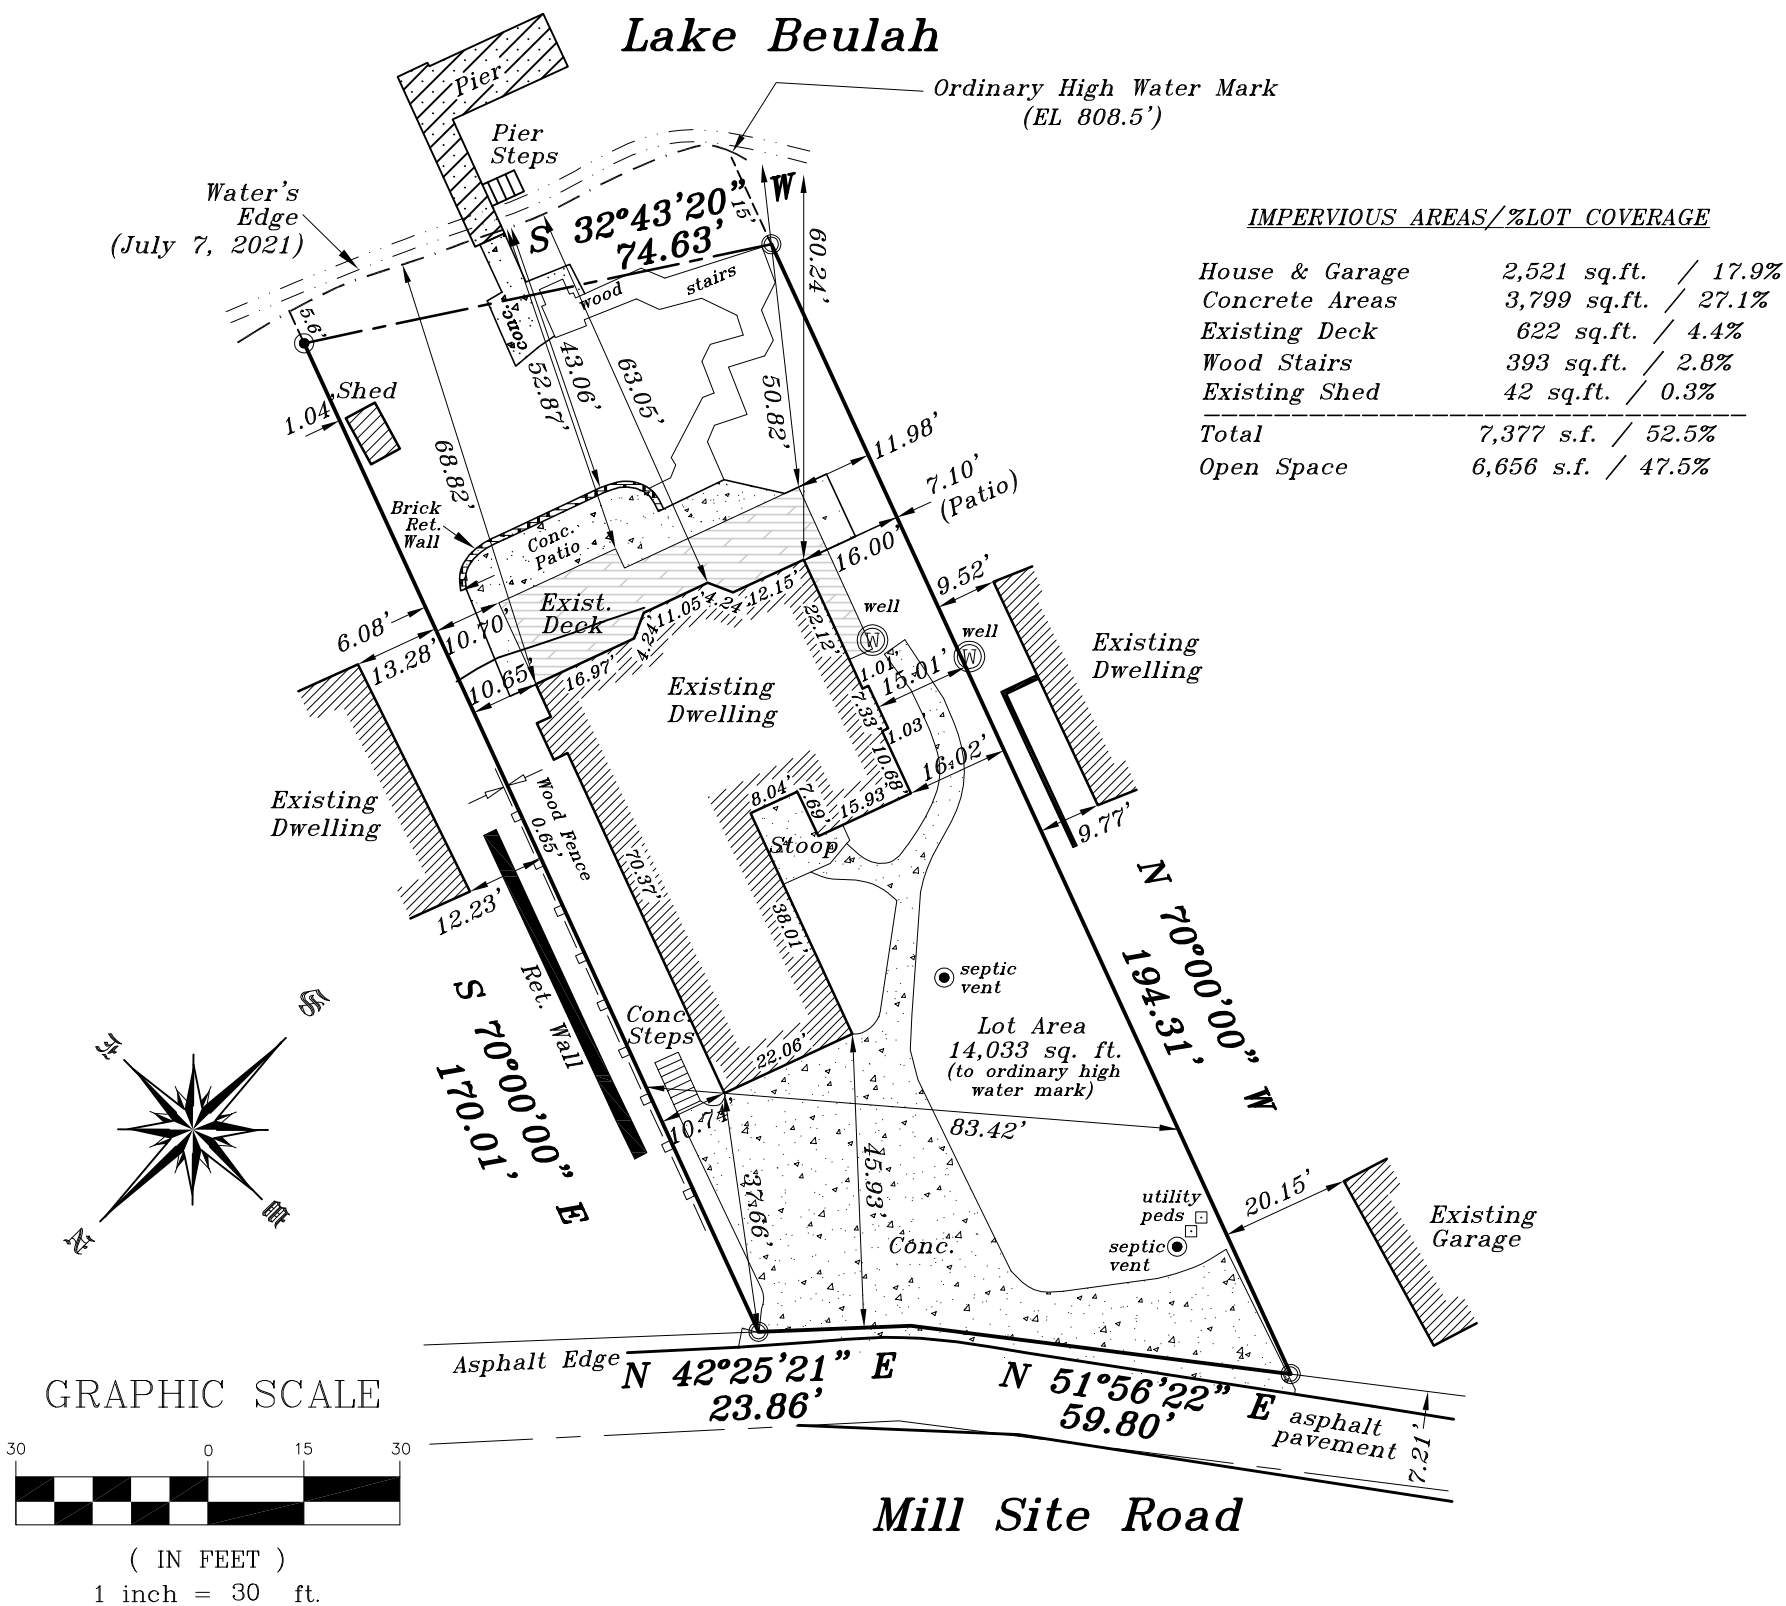 Lake Beulah
Pier
Ordinary High Water Mark
(EL 808.5')
Pier
Steps
Water's
Edge
(July 7, 2021)
S 32°43'20" W
74.63'
15'
60.24'
5.6'
conc.
wood stairs
IMPERVIOUS AREAS/%LOT COVERAGE
House & Garage 2,521 sq.ft. / 17.9%
Concrete Areas 3,799 sq.ft. / 27.1%
Existing Deck 622 sq.ft. / 4.4%
Wood Stairs 393 sq.ft. / 2.8%
Existing Shed 42 sq.ft. / 0.3%
Total 7,377 s.f. / 52.5%
Open Space 6,656 s.f. / 47.5%
Shed
1.04'
68.82'
52.87'
43.06'
63.05'
50.82'
11.98'
7.10'
(Patio)
Brick
Ret.
Wall
Conc.
Patio
16.00'
9.52'
Exist.
Deck
6.08'
13.28'
10.70'
10.65'
16.97'
4.24'
11.05'
4.24'
12.15'
22.12'
well
well
1.01'
15.01'
7.33'
1.03'
10.68'
16.02'
Existing
Dwelling
Existing
Dwelling
Existing
Dwelling
8.04'
7.69'
15.93'
Stoop
9.77'
Wood Fence
0.65'
12.23'
70.37'
38.01'
N 70°00'00" W
194.31'
septic
vent
Ret. Wall
S 70°00'00" E
170.01'
Conc.
Steps
22.06'
Lot Area
14,033 sq. ft.
(to ordinary high
water mark)
10.74'
83.42'
37.66'
45.93'
Conc.
utility
peds
septic
vent
20.15'
Existing
Garage
S
E
N
W
Asphalt Edge
N 42°25'21" E
23.86'
N 51°56'22" E
59.80'
asphalt
pavement
7.21'
Mill Site Road
GRAPHIC SCALE
30 0 15 30
( IN FEET )
1 inch = 30 ft.